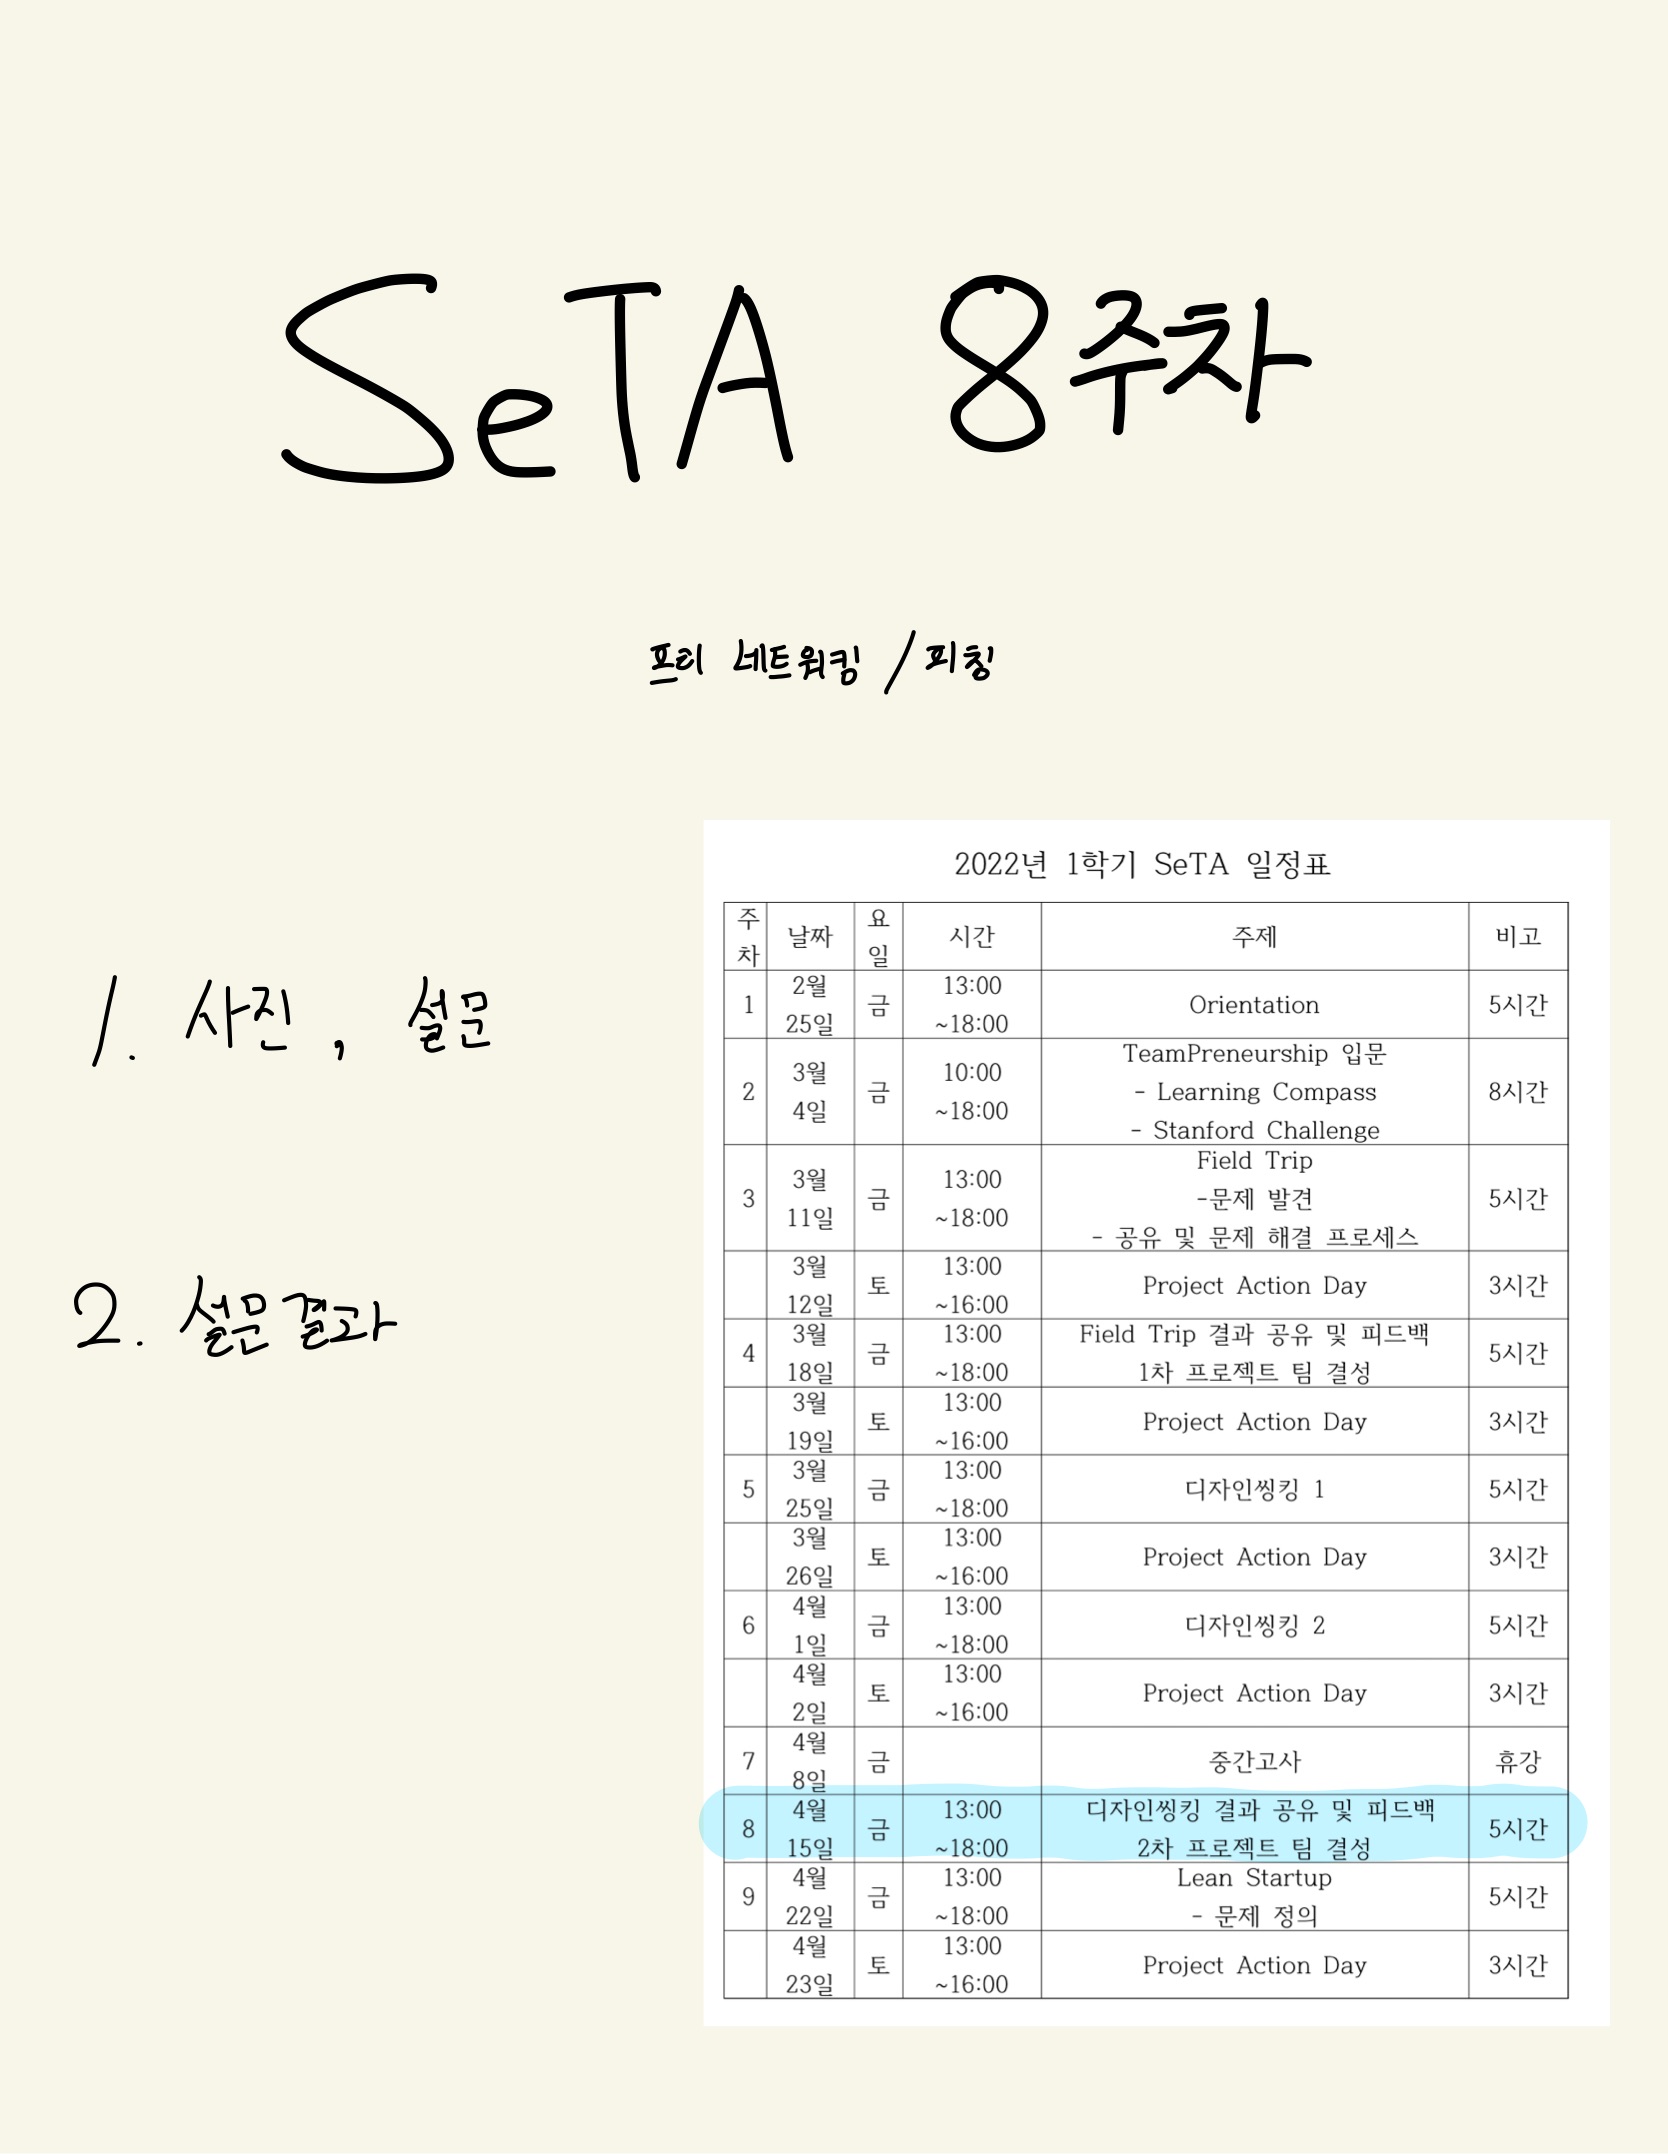 SeTA 8주차
프리 네트워킹 / 피칭
1. 사진, 설문
2. 설문결과
2022년 1학기 SeTA 일정표
주차 날짜 요일 시간 주제 비고
1 2월 25일 금 13:00 ~18:00 Orientation 5시간
2 3월 4일 금 10:00 ~18:00 TeamPreneurship 입문 - Learning Compass - Stanford Challenge 8시간
3 3월 11일 금 13:00 ~18:00 Field Trip -문제 발견 - 공유 및 문제 해결 프로세스 5시간
3월 12일 토 13:00 ~16:00 Project Action Day 3시간
4 3월 18일 금 13:00 ~18:00 Field Trip 결과 공유 및 피드백 1차 프로젝트 팀 결성 5시간
3월 19일 토 13:00 ~16:00 Project Action Day 3시간
5 3월 25일 금 13:00 ~18:00 디자인씽킹 1 5시간
3월 26일 토 13:00 ~16:00 Project Action Day 3시간
6 4월 1일 금 13:00 ~18:00 디자인씽킹 2 5시간
4월 2일 토 13:00 ~16:00 Project Action Day 3시간
7 4월 8일 금 중간고사 휴강
8 4월 15일 금 13:00 ~18:00 디자인씽킹 결과 공유 및 피드백 2차 프로젝트 팀 결성 5시간
9 4월 22일 금 13:00 ~18:00 Lean Startup - 문제 정의 5시간
4월 23일 토 13:00 ~16:00 Project Action Day 3시간